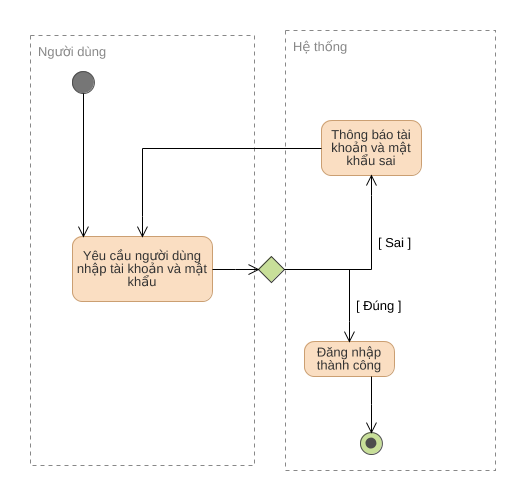 Người dùng
Hệ thống
Thông báo tài
khoản và mật
khẩu sai
Yêu cầu người dùng
nhập tài khoản và mật
khẩu
[ Sai ]
[ Đúng ]
Đăng nhập
thành công